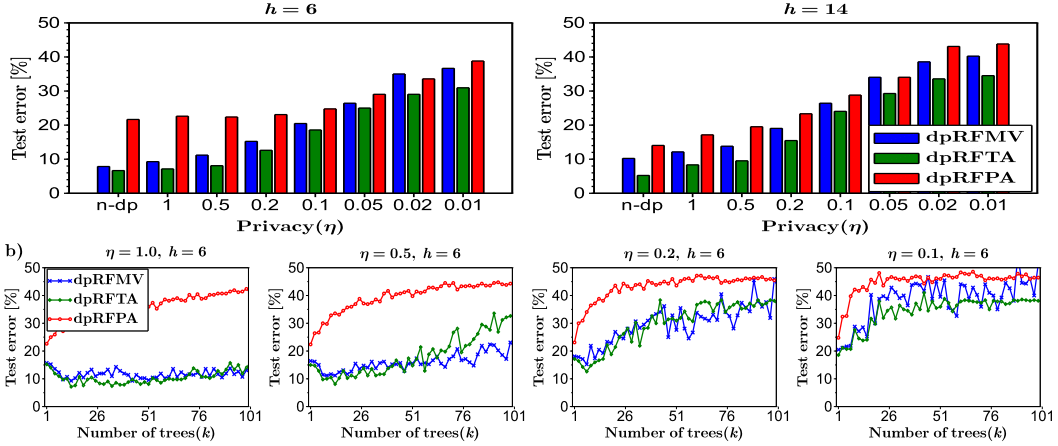 h = 6
50
40
30
20
10
0
Test error [%]
n-dp 1 0.5 0.2 0.1 0.05 0.02 0.01
Privacy(η)
h = 14
50
40
30
20
10
0
Test error [%]
dpRFMV
dpRFTA
dpRFPA
n-dp 1 0.5 0.2 0.1 0.05 0.02 0.01
Privacy(η)
b)
η = 1.0, h = 6
50
40
30
20
10
0
Test error [%]
dpRFMV
dpRFTA
dpRFPA
1 26 51 76 101
Number of trees(k)
η = 0.5, h = 6
50
40
30
20
10
0
Test error [%]
1 26 51 76 101
Number of trees(k)
η = 0.2, h = 6
50
40
30
20
10
0
Test error [%]
1 26 51 76 101
Number of trees(k)
η = 0.1, h = 6
50
40
30
20
10
0
Test error [%]
1 26 51 76 101
Number of trees(k)